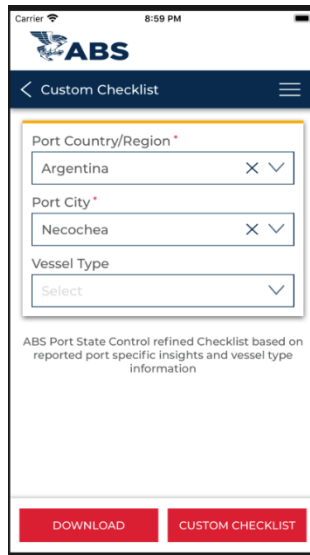 Carrier 8:59 PM
ABS
Custom Checklist
Port Country/Region *
Argentina
Port City *
Necochea
Vessel Type
Select
ABS Port State Control refined Checklist based on
reported port specific insights and vessel type
information
DOWNLOAD CUSTOM CHECKLIST